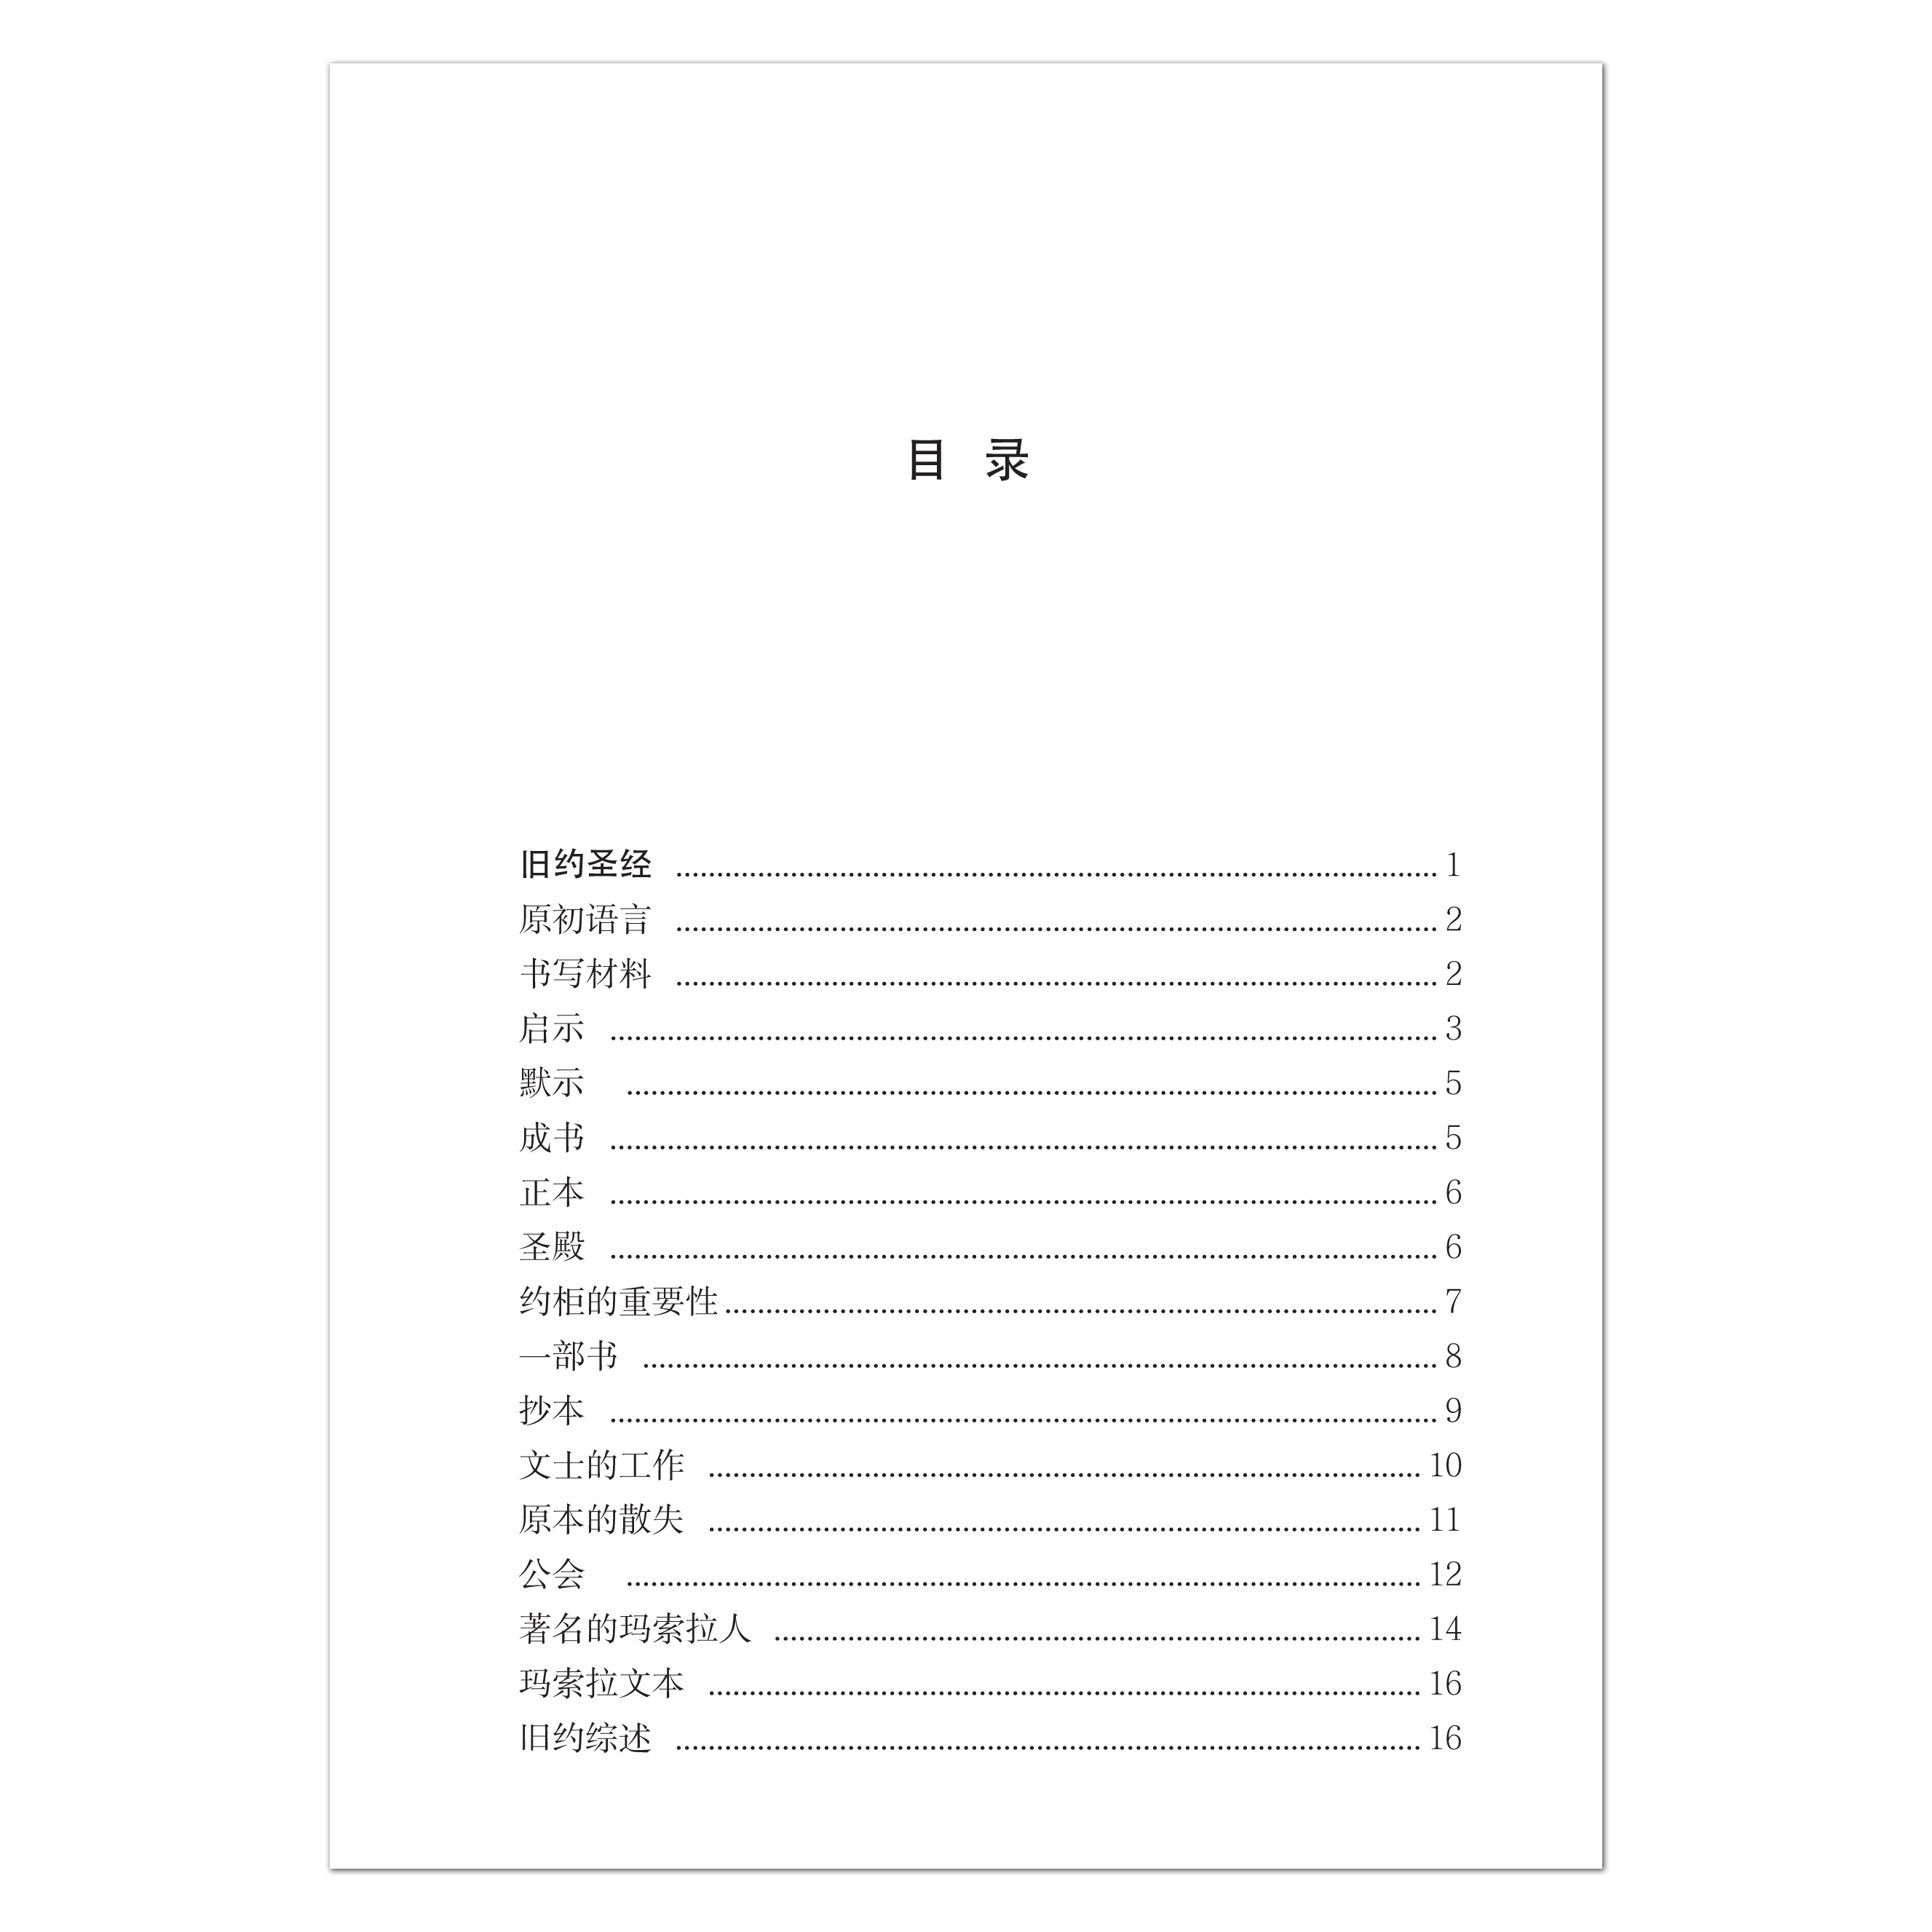 目 录
旧约圣经 ........................................ 1
原初语言 ........................................ 2
书写材料 ........................................ 2
启示 ........................................ 3
默示 ........................................ 5
成书 ........................................ 5
正本 ........................................ 6
圣殿 ........................................ 6
约柜的重要性 ........................................ 7
一部书 ........................................ 8
抄本 ........................................ 9
文士的工作 ........................................ 10
原本的散失 ........................................ 11
公会 ........................................ 12
著名的玛索拉人 ........................................ 14
玛索拉文本 ........................................ 16
旧约综述 ........................................ 16